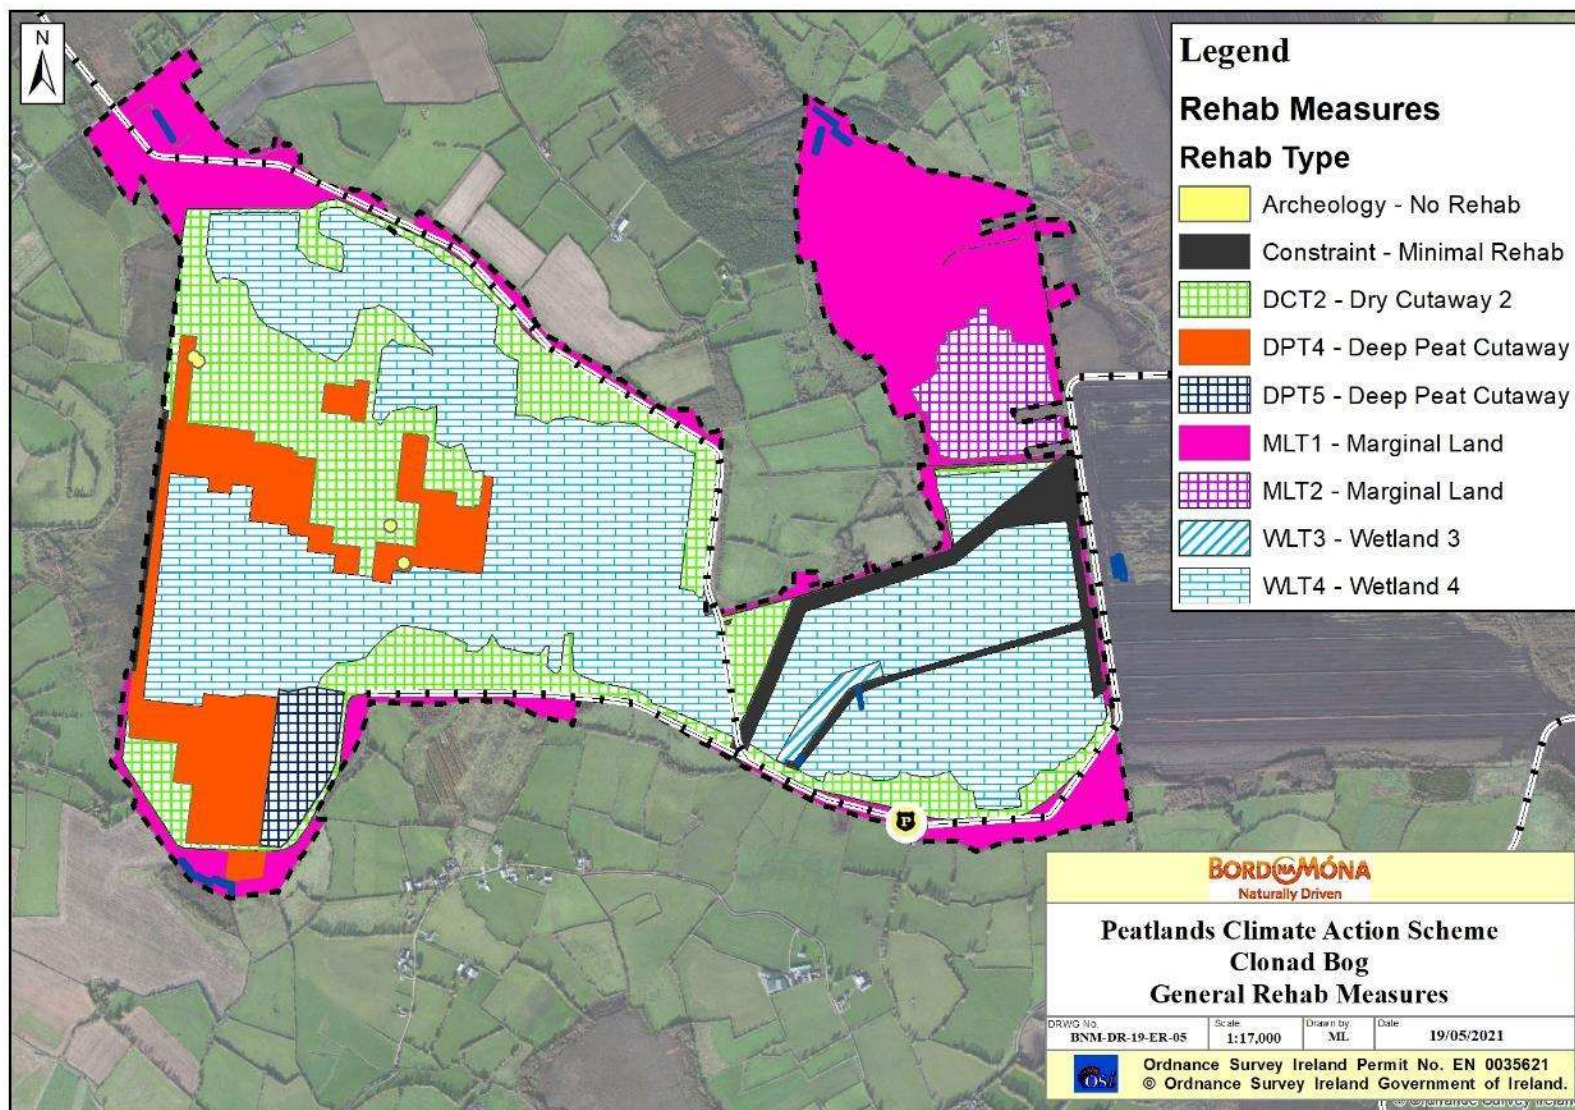 N
Legend
Rehab Measures
Rehab Type
Archeology - No Rehab
Constraint - Minimal Rehab
DCT2 - Dry Cutaway 2
DPT4 - Deep Peat Cutaway
DPT5 - Deep Peat Cutaway
MLT1 - Marginal Land
MLT2 - Marginal Land
WLT3 - Wetland 3
WLT4 - Wetland 4
P
BORD NA MÓNA
Naturally Driven
Peatlands Climate Action Scheme
Clonad Bog
General Rehab Measures
DRWG No. Scale: Drawn by: Date:
BNM-DR-19-ER-05 1:17,000 ML 19/05/2021
OSi
Ordnance Survey Ireland Permit No. EN 0035621
© Ordnance Survey Ireland Government of Ireland.
© Ordnance Survey Ireland